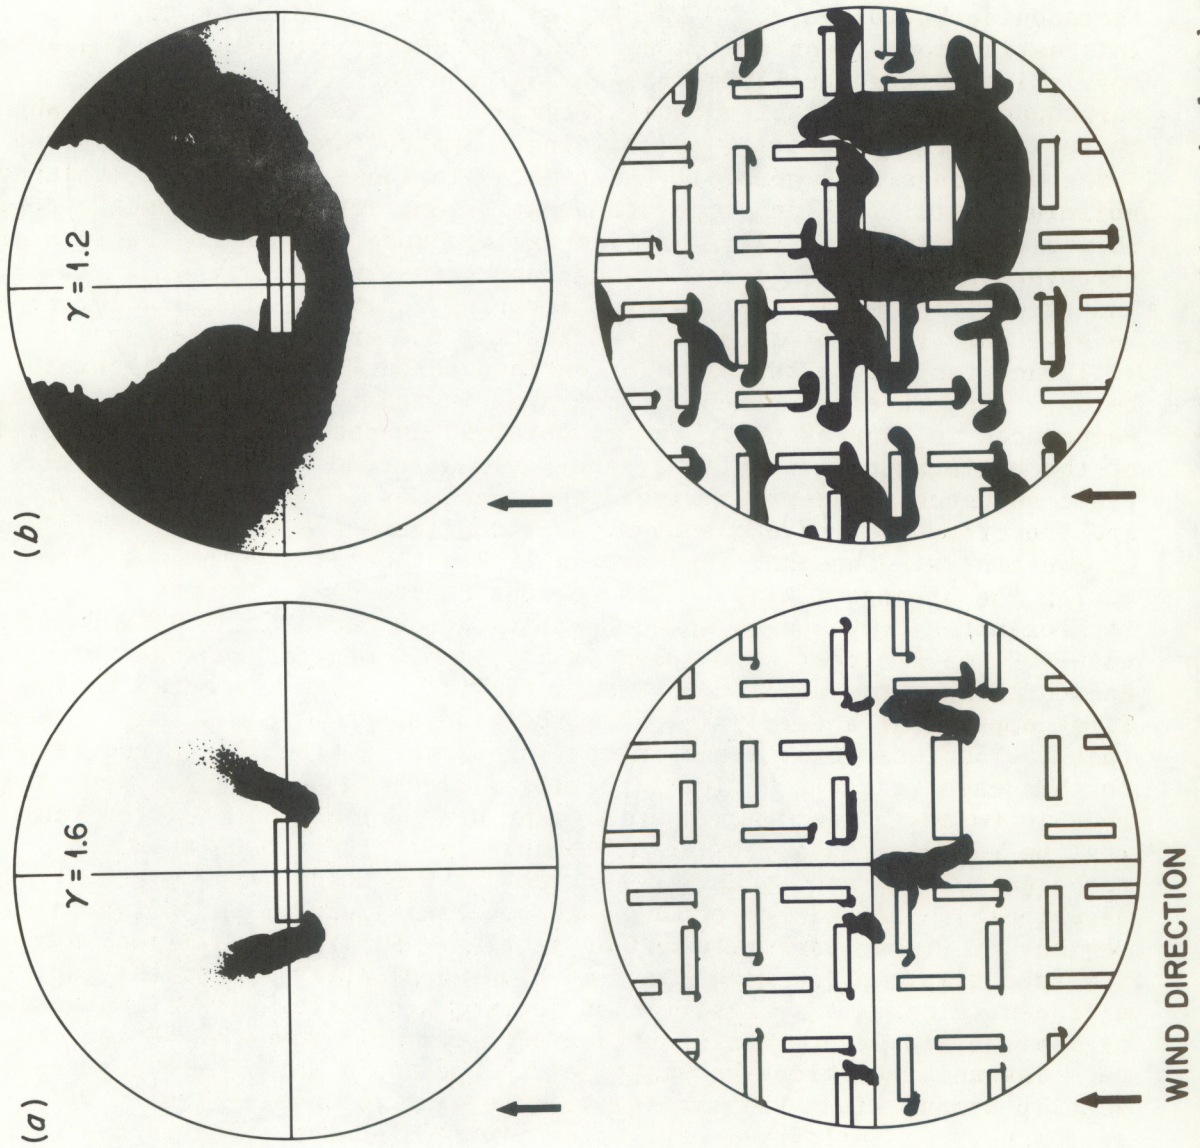 (a)
γ = 1.6
(b)
γ = 1.2
WIND DIRECTION